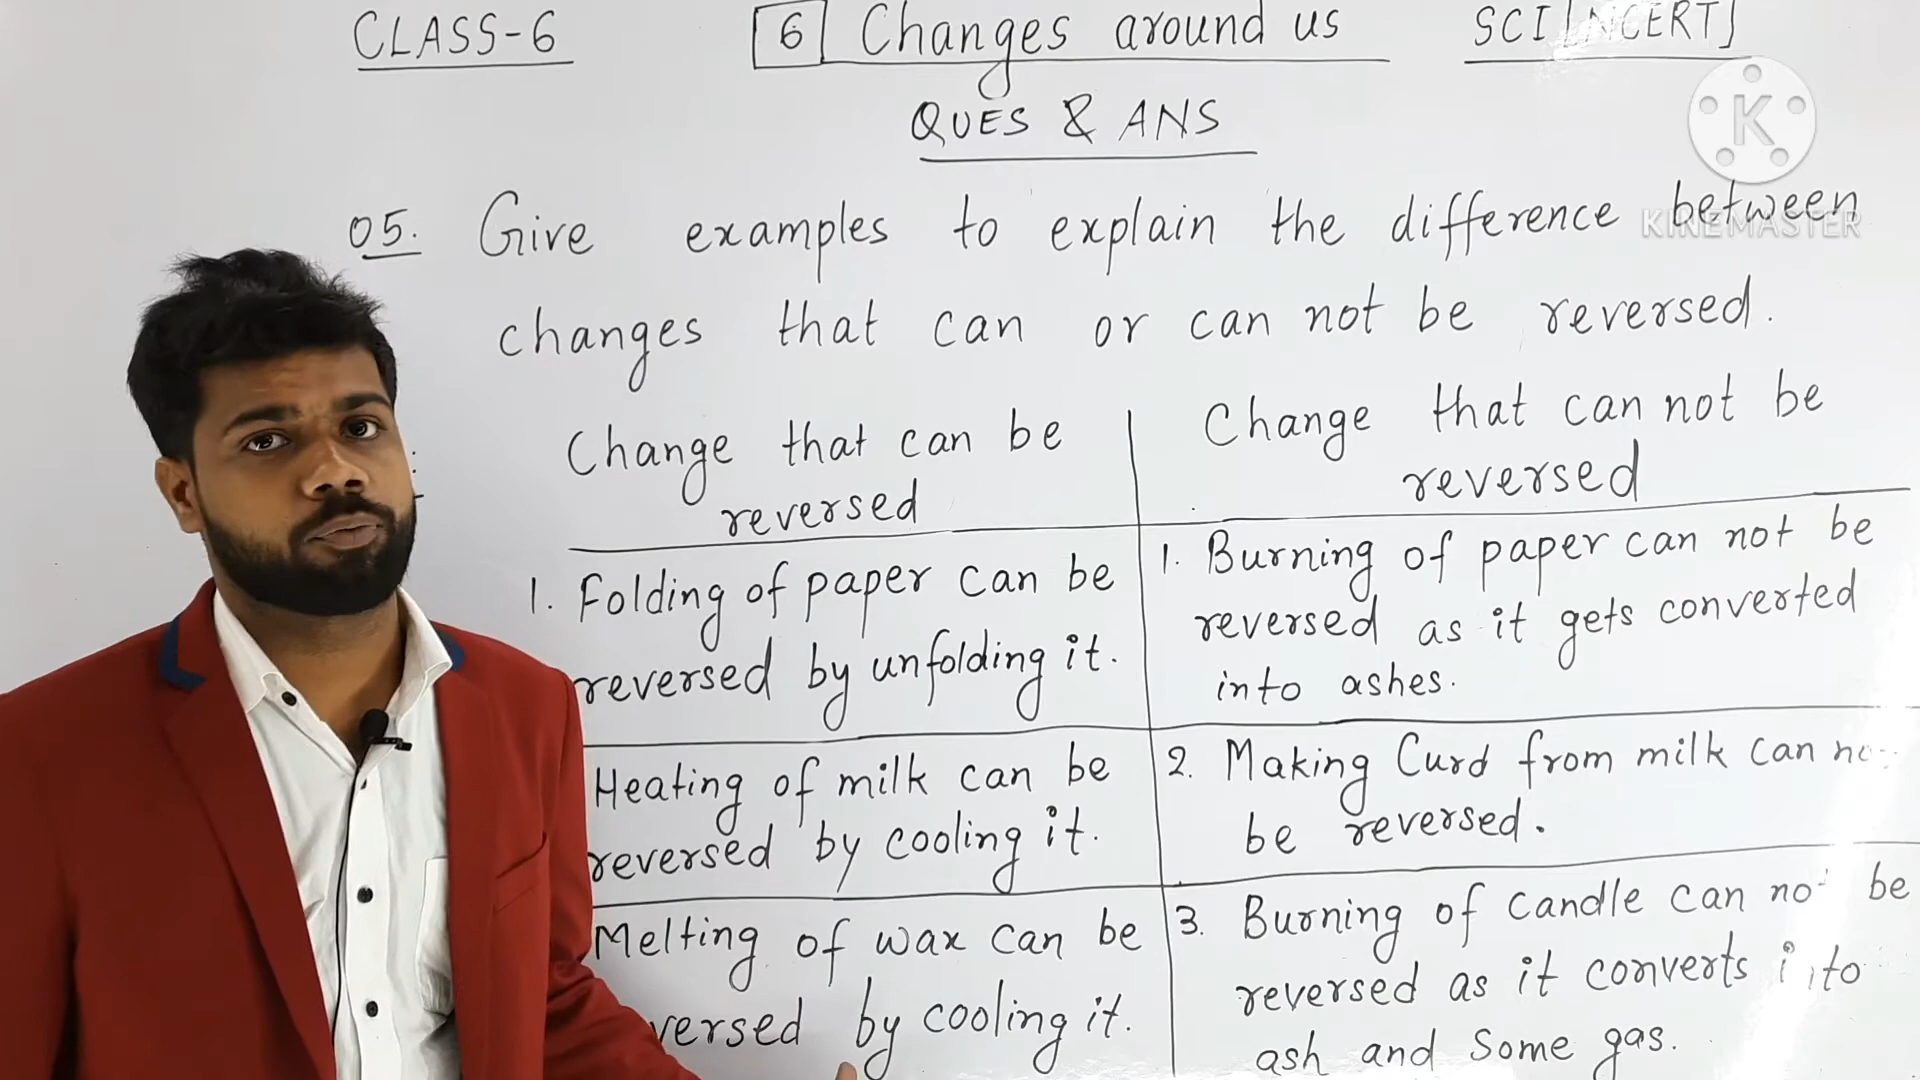 CLASS-6
6 Changes around us
SCI [NCERT]
QUES & ANS
K
KINEMASTER
05. Give examples to explain the difference between
changes that can or can not be reversed.
Change that can be
reversed
1. Folding of paper can be
reversed by unfolding it.
Heating of milk can be
reversed by cooling it.
Melting of wax can be
versed by cooling it.
Change that can not be
reversed
1. Burning of paper can not be
reversed as it gets converted
into ashes.
2. Making Curd from milk can no
be reversed.
3. Burning of candle can not be
reversed as it converts into
ash and Some gas.